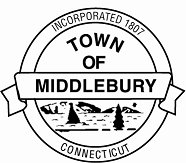 INCORPORATED 1807
TOWN
OF
MIDDLEBURY
CONNECTICUT